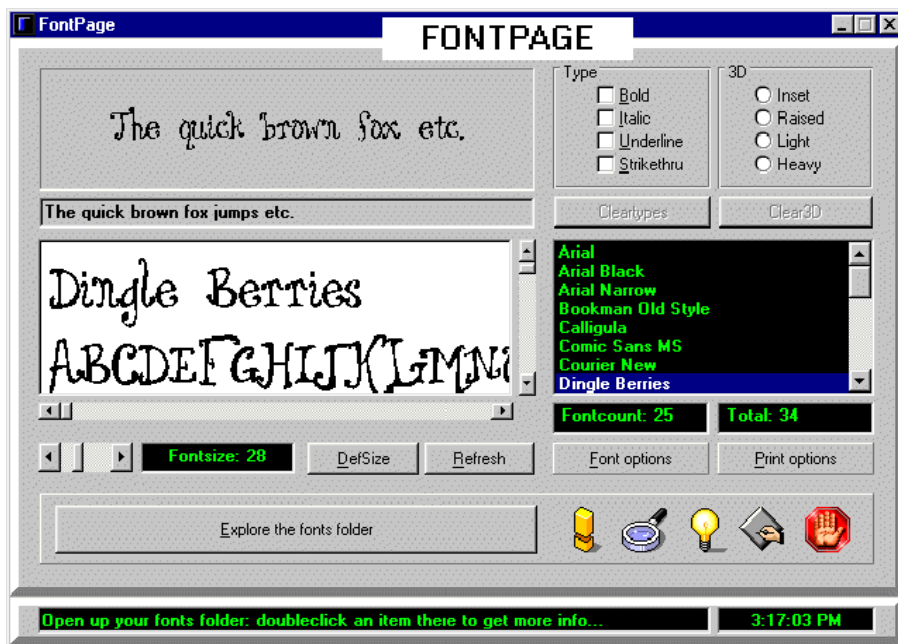 FontPage
FONTPAGE
The quick brown fox etc.
The quick brown fox jumps etc.
Dingle Berries
ABCDEFGHIJKLMN
Type
Bold
Italic
Underline
Strikethru
3D
Inset
Raised
Light
Heavy
Cleartypes
Clear3D
Arial
Arial Black
Arial Narrow
Bookman Old Style
Calligula
Comic Sans MS
Courier New
Dingle Berries
Fontcount: 25
Total: 34
Fontsize: 28
DefSize
Refresh
Font options
Print options
Explore the fonts folder
Open up your fonts folder: doubleclick an item there to get more info...
3:17:03 PM